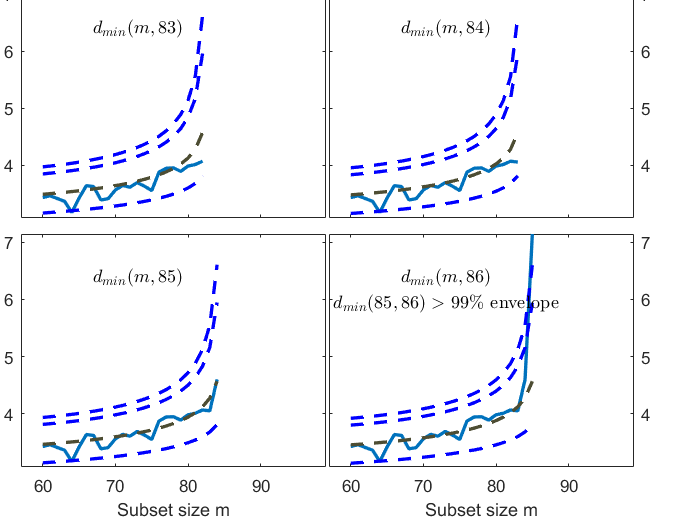 d_min(m, 83)
d_min(m, 84)
6
6
5
5
4
4
7
7
d_min(m, 85)
d_min(m, 86)
6
d_min(85, 86) > 99% envelope
6
5
5
4
4
60 70 80 90
60 70 80 90
Subset size m
Subset size m